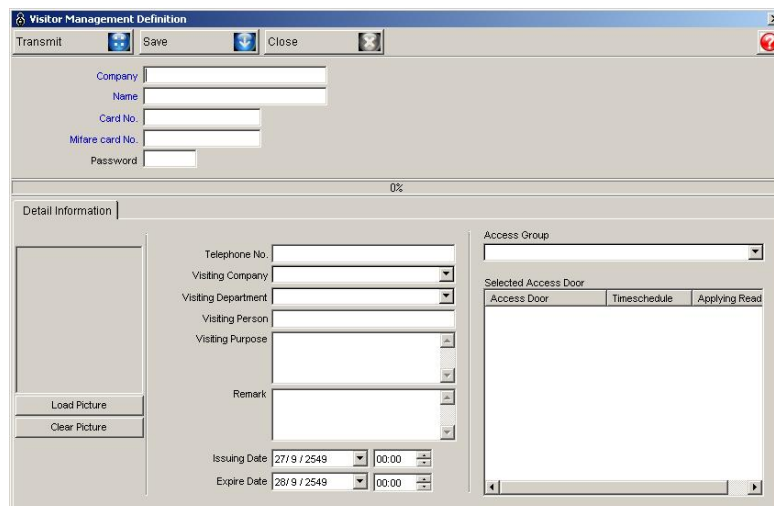 Visitor Management Definition
Transmit Save Close
Company
Name
Card No.
Mifare card No.
Password
0%
Detail Information
Load Picture
Clear Picture
Telephone No.
Visiting Company
Visiting Department
Visiting Person
Visiting Purpose
Remark
Issuing Date 27/ 9 / 2549 00:00
Expire Date 28/ 9 / 2549 00:00
Access Group
Selected Access Door
Access Door Timeschedule Applying Read